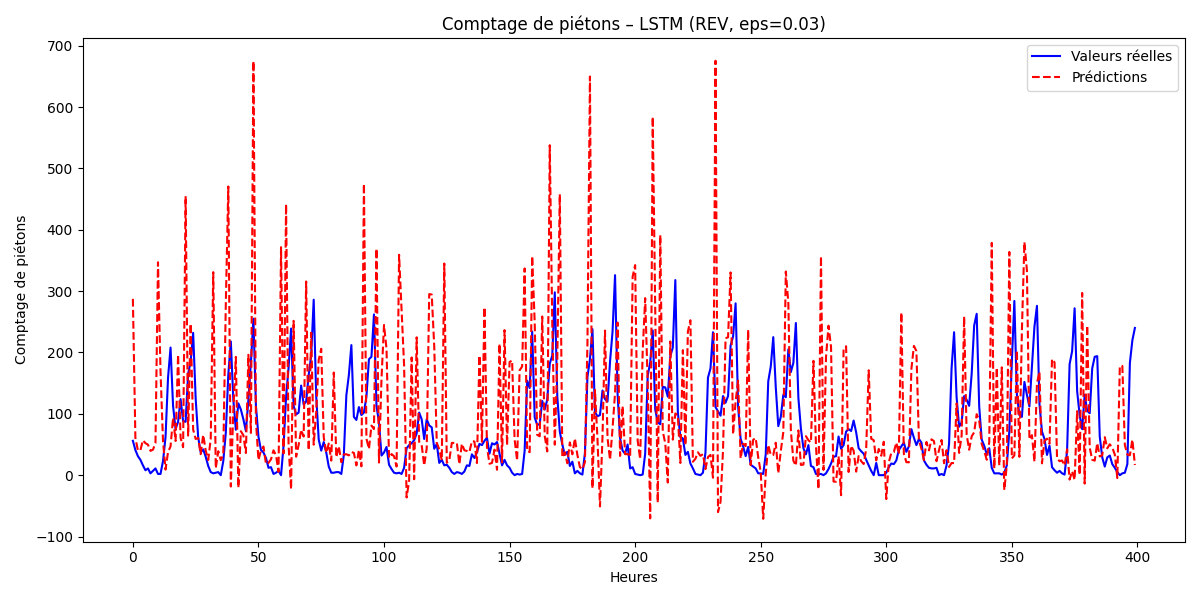 Comptage de piétons – LSTM (REV, eps=0.03)
Valeurs réelles
Prédictions
700
600
500
400
300
200
100
0
−100
Comptage de piétons
0 50 100 150 200 250 300 350 400
Heures